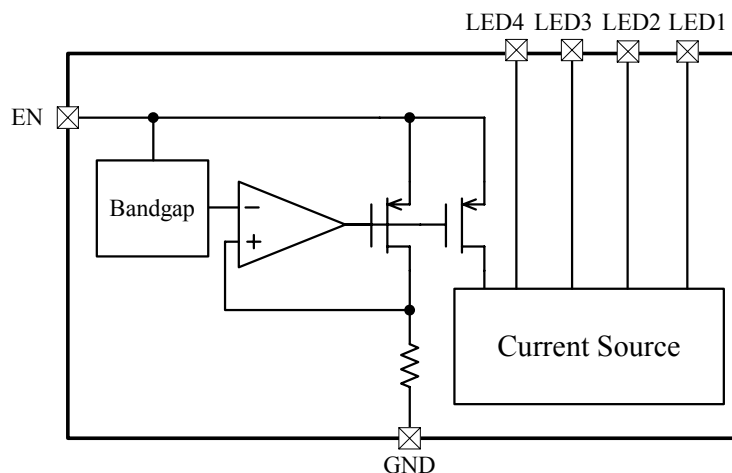 LED4 LED3 LED2 LED1
EN
Bandgap
−
+
Current Source
GND